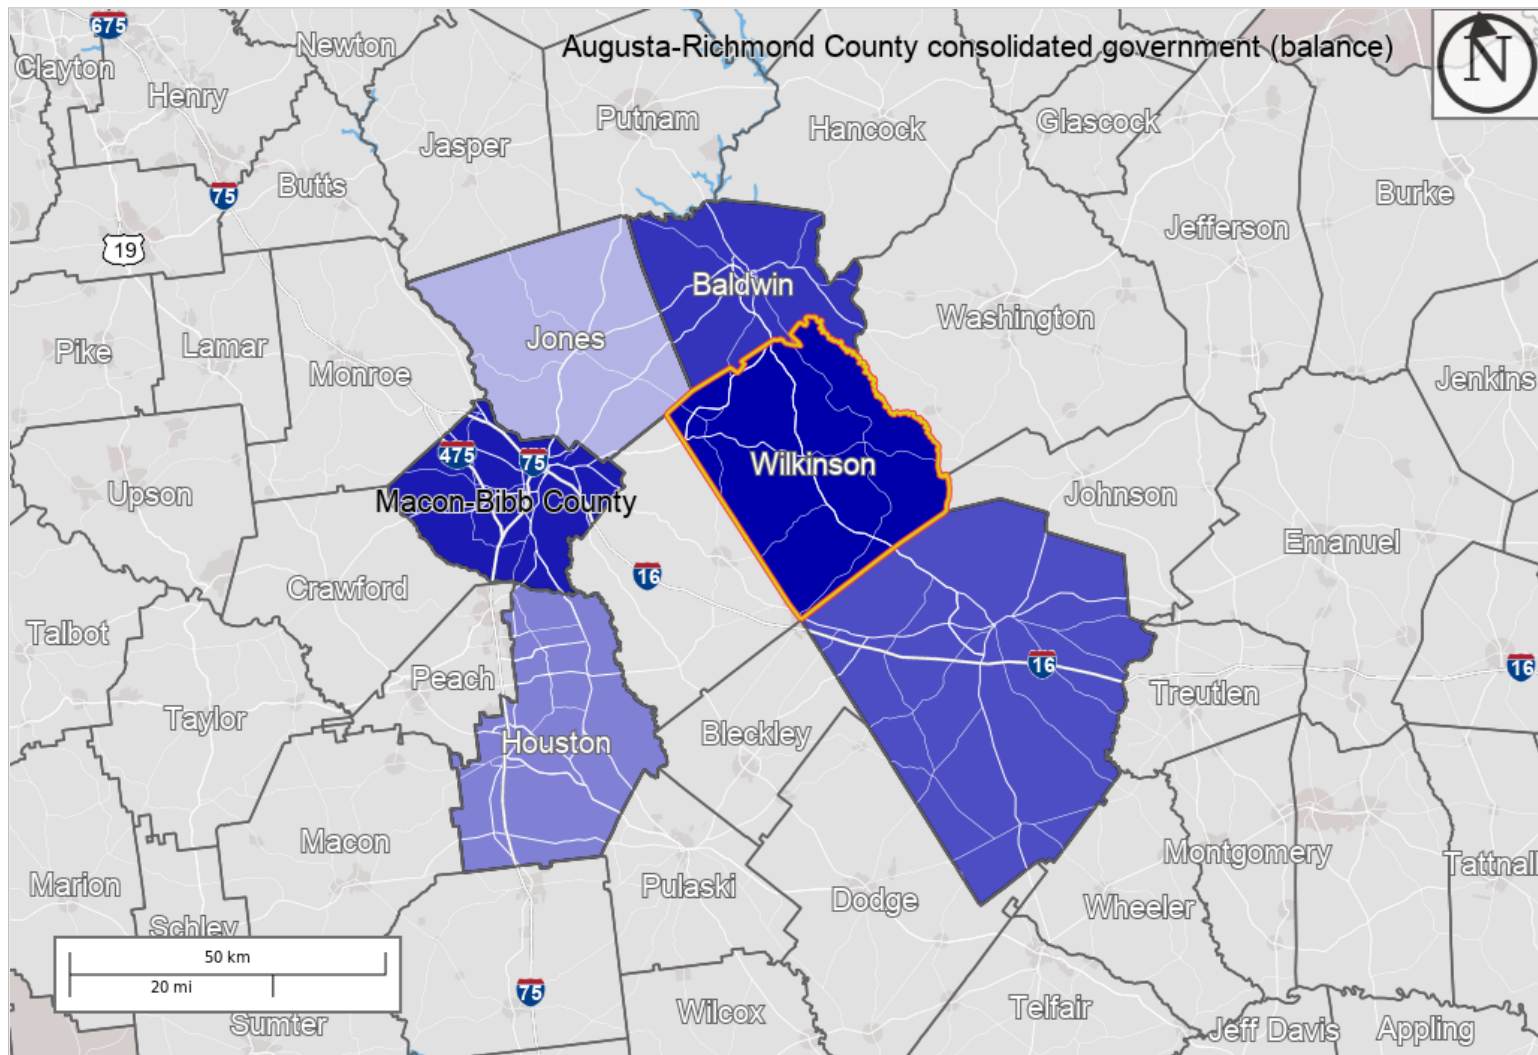 675
Newton
Augusta-Richmond County consolidated government (balance)
N
Clayton
Henry
Putnam
Hancock
Glascock
Jasper
75
Butts
Burke
19
Jefferson
Baldwin
Washington
Pike
Lamar
Jones
Monroe
Jenkins
475
75
Wilkinson
Upson
Macon-Bibb County
Johnson
Emanuel
16
Crawford
Talbot
Peach
16
16
Treutlen
Taylor
Houston
Bleckley
Macon
Montgomery
Tattnall
Marion
Pulaski
Dodge
Wheeler
Schley
50 km
20 mi
75
Wilcox
Telfair
Sumter
Jeff Davis
Appling